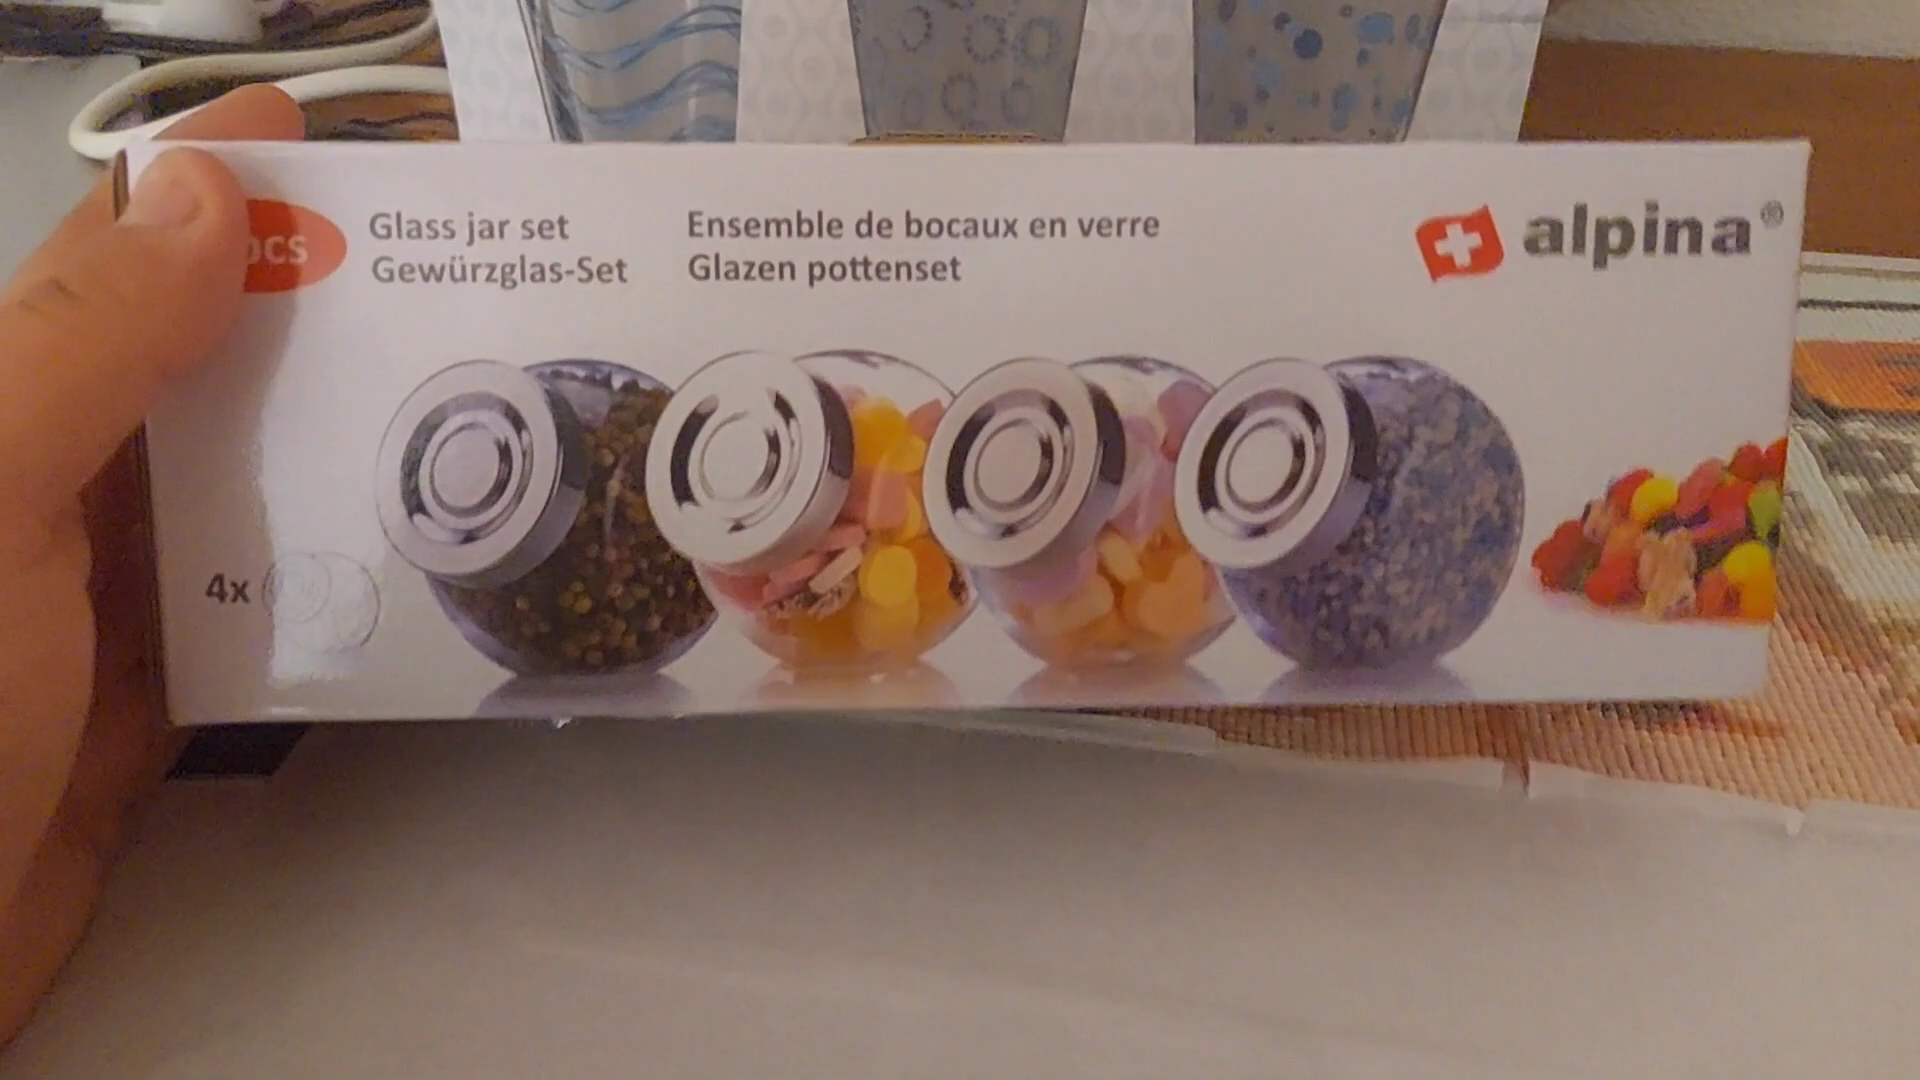 Glass jar set
Gewürzglas-Set
Ensemble de bocaux en verre
Glazen pottenset
alpina®
4x